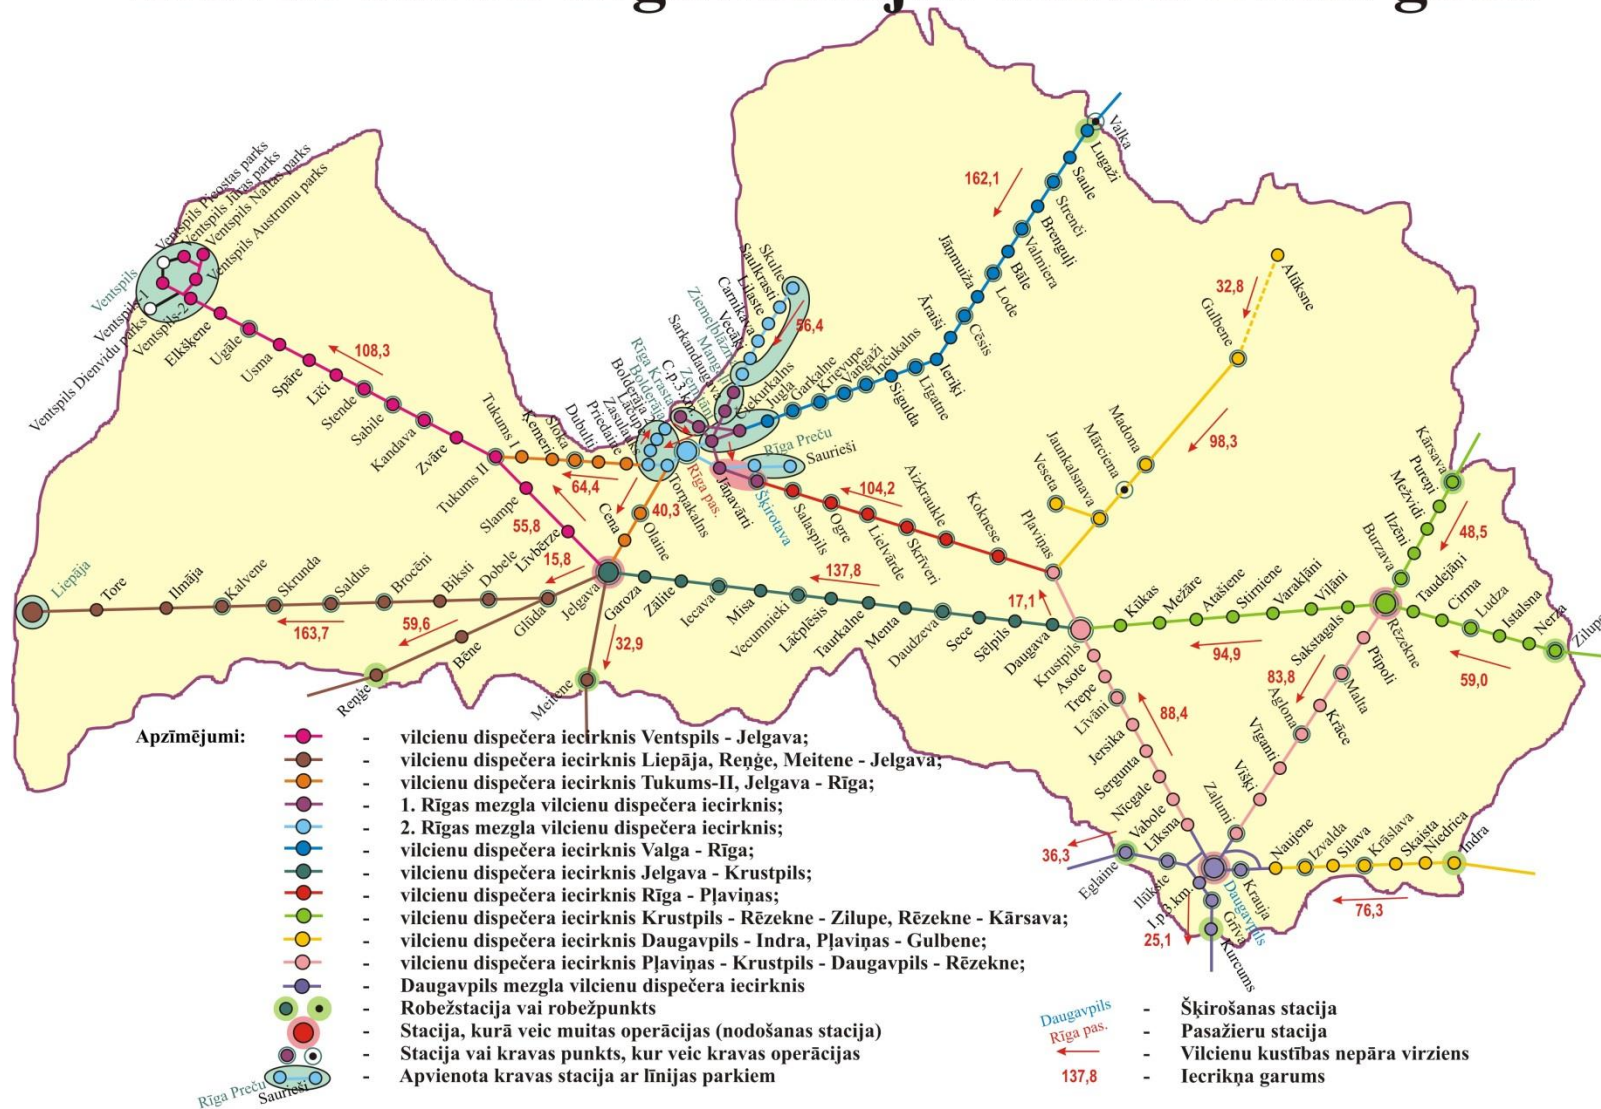 Ventspils Jūras parks
Ventspils Naftas parks
Ventspils Austrumu parks
Ventspils
Ventspils-1
Ventspils Dienvidu parks
Ventspils-2
Elkšķene
Ugāle
Usma
Spāre
Līči
Stende
Sabile
Kandava
Zvāre
Tukums II
108,3
Tukums I
Ķemeri
Sloka
Dubulti
Priedaine
Zasulauks
Lāčupe
Bolderāja 2
Bolderāja
Rīga Krasta
C.p.3.km.
Zemitāni
Mangaļi
Ziemeļblāzma
Sarkandaugava
Vecāķi
Carnikava
Lilaste
Saulkrasti
Skulte
56,4
Čiekurkalns
Jugla
Garkalne
Krievupe
Vangaži
Inčukalns
Sigulda
Līgatne
Ieriķi
Āraiši
Cēsis
Jāņmuiža
Lode
Bāle
Valmiera
Brenguļi
Strenči
Saule
Lugaži
Valka
162,1
Alūksne
32,8
Gulbene
98,3
Madona
Mārciena
Jaunkalsnava
Veseta
Pļaviņas
Koknese
Aizkraukle
Skrīveri
Lielvārde
Ogre
Salaspils
104,2
Šķirotava
Jāņavārti
Rīga Preču
Saurieši
Rīga pas.
Torņakalns
64,4
40,3
Olaine
Cena
Slampe
55,8
Līvbērze
15,8
Liepāja
Tore
Ilmāja
Kalvene
Skrunda
Saldus
Brocēni
Biksti
Dobele
Glūda
Jelgava
163,7
59,6
Bēne
Reņģe
32,9
Meitene
Garoza
Zālīte
Iecava
Misa
Vecumnieki
Lāčplēsis
Taurkalne
Menta
Daudzeva
Sece
Sēlpils
Daugava
Krustpils
137,8
17,1
Kūkas
Mežāre
Atašiene
Stirniene
Varakļāni
Viļāni
Sakstagals
Rēzekne
94,9
Kārsava
Pureņi
Mežvidi
Ilzēni
Burzava
48,5
Taudejāņi
Cirma
Ludza
Istalsna
Nerza
Zilupe
59,0
Pūpoli
Malta
Krāce
Aglona
Vīganti
Višķi
Zaļumi
83,8
Asote
Trepe
Līvāni
Jersika
Sergunta
Nīcgale
Vabole
Līksna
88,4
36,3
Eglaine
Ilūkste
I.p.3.km.
25,1
Grīva
Kurcums
Daugavpils
Krauja
Naujene
Izvalda
Silava
Krāslava
Skaista
Niedrica
Indra
76,3
Apzīmējumi:
- vilcienu dispečera iecirknis Ventspils - Jelgava;
- vilcienu dispečera iecirknis Liepāja, Reņģe, Meitene - Jelgava;
- vilcienu dispečera iecirknis Tukums-II, Jelgava - Rīga;
- 1. Rīgas mezgla vilcienu dispečera iecirknis;
- 2. Rīgas mezgla vilcienu dispečera iecirknis;
- vilcienu dispečera iecirknis Valga - Rīga;
- vilcienu dispečera iecirknis Jelgava - Krustpils;
- vilcienu dispečera iecirknis Rīga - Pļaviņas;
- vilcienu dispečera iecirknis Krustpils - Rēzekne - Zilupe, Rēzekne - Kārsava;
- vilcienu dispečera iecirknis Daugavpils - Indra, Pļaviņas - Gulbene;
- vilcienu dispečera iecirknis Pļaviņas - Krustpils - Daugavpils - Rēzekne;
- Daugavpils mezgla vilcienu dispečera iecirknis
- Robežstacija vai robežpunkts
- Stacija, kurā veic muitas operācijas (nodošanas stacija)
- Stacija vai kravas punkts, kur veic kravas operācijas
Rīga Preču Saurieši - Apvienota kravas stacija ar līnijas parkiem
Daugavpils - Šķirošanas stacija
Rīga pas. - Pasažieru stacija
- Vilcienu kustības nepāra virziens
137,8 - Iecrikņa garums